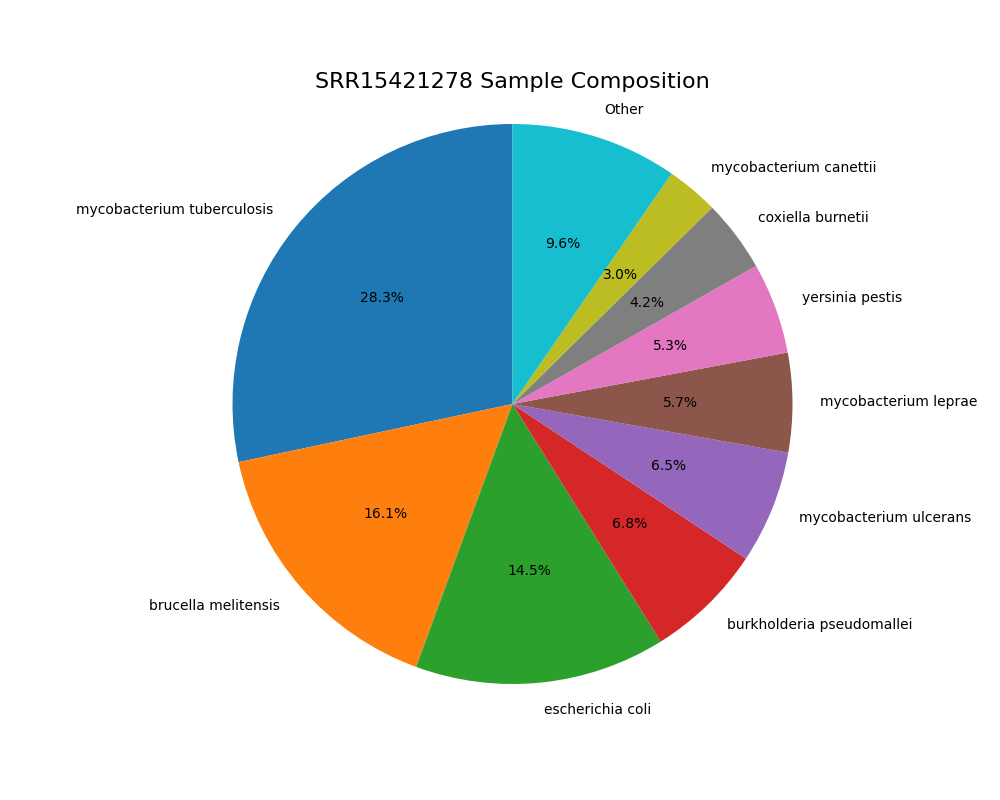 SRR15421278 Sample Composition
Other
mycobacterium canettii
coxiella burnetii
mycobacterium tuberculosis
9.6%
3.0%
28.3%
4.2%
yersinia pestis
5.3%
5.7%
mycobacterium leprae
6.5%
16.1%
6.8%
mycobacterium ulcerans
14.5%
brucella melitensis
burkholderia pseudomallei
escherichia coli